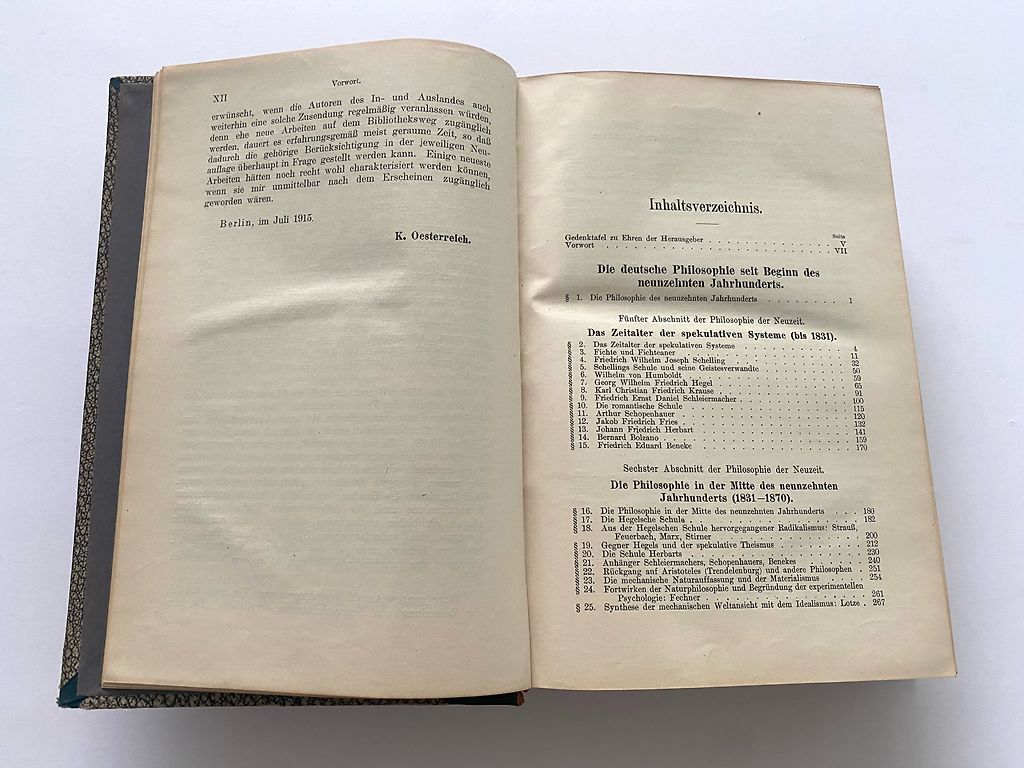 XII
Vorwort.
erwünscht, wenn die Autoren des In- und Auslandes auch
weiterhin eine solche Zusendung regelmäßig veranlassen würden,
denn ehe neue Arbeiten auf dem Bibliotheksweg zugänglich
werden, dauert es erfahrungsgemäß meist geraume Zeit, so daß
dadurch die gehörige Berücksichtigung in der jeweiligen Neu-
auflage überhaupt in Frage gestellt werden kann. Einige neueste
Arbeiten hätten noch recht wohl charakterisiert werden können,
wenn sie mir unmittelbar nach dem Erscheinen zugänglich
geworden wären.
Berlin, im Juli 1915.
K. Oesterreich.
Inhaltsverzeichnis.
Seite
Gedenktafel zu Ehren der Herausgeber . . . . . . . . . . . . . . . V
Vorwort . . . . . . . . . . . . . . . . . . . . . . . . . . VII
Die deutsche Philosophie seit Beginn des
neunzehnten Jahrhunderts.
§ 1. Die Philosophie des neunzehnten Jahrhunderts . . . . . . . . . 1
Fünfter Abschnitt der Philosophie der Neuzeit.
Das Zeitalter der spekulativen Systeme (bis 1831).
§ 2. Das Zeitalter der spekulativen Systeme . . . . . . . . . . . . 4
§ 3. Fichte und Fichteaner . . . . . . . . . . . . . . . . . . 11
§ 4. Friedrich Wilhelm Joseph Schelling . . . . . . . . . . . . . 32
§ 5. Schellings Schule und seine Geistesverwandte . . . . . . . . . . 50
§ 6. Wilhelm von Humboldt . . . . . . . . . . . . . . . . . 59
§ 7. Georg Wilhelm Friedrich Hegel . . . . . . . . . . . . . . 65
§ 8. Karl Christian Friedrich Krause . . . . . . . . . . . . . . 91
§ 9. Friedrich Ernst Daniel Schleiermacher . . . . . . . . . . . . 100
§ 10. Die romantische Schule . . . . . . . . . . . . . . . . . 115
§ 11. Arthur Schopenhauer . . . . . . . . . . . . . . . . . . 120
§ 12. Jakob Friedrich Fries . . . . . . . . . . . . . . . . . . 132
§ 13. Johann Friedrich Herbart . . . . . . . . . . . . . . . . 141
§ 14. Bernard Bolzano . . . . . . . . . . . . . . . . . . . . 159
§ 15. Friedrich Eduard Beneke . . . . . . . . . . . . . . . . . 170
Sechster Abschnitt der Philosophie der Neuzeit.
Die Philosophie in der Mitte des neunzehnten
Jahrhunderts (1831—1870).
§ 16. Die Philosophie in der Mitte des neunzehnten Jahrhunderts . . . 180
§ 17. Die Hegelsche Schule . . . . . . . . . . . . . . . . . . 182
§ 18. Aus der Hegelschen Schule hervorgegangener Radikalismus: Strauß,
Feuerbach, Marx, Stirner . . . . . . . . . . . . . . . . 200
§ 19. Gegner Hegels und der spekulative Theismus . . . . . . . . . 212
§ 20. Die Schule Herbarts . . . . . . . . . . . . . . . . . . 230
§ 21. Anhänger Schleiermachers, Schopenhauers, Benekes . . . . . . . 240
§ 22. Rückgang auf Aristoteles (Trendelenburg) und andere Philosophen . 251
§ 23. Die mechanische Naturauffassung und der Materialismus . . . . . 254
§ 24. Fortwirken der Naturphilosophie und Begründung der experimentellen
Psychologie: Fechner . . . . . . . . . . . . . . . . . 261
§ 25. Synthese der mechanischen Weltansicht mit dem Idealismus: Lotze . 267